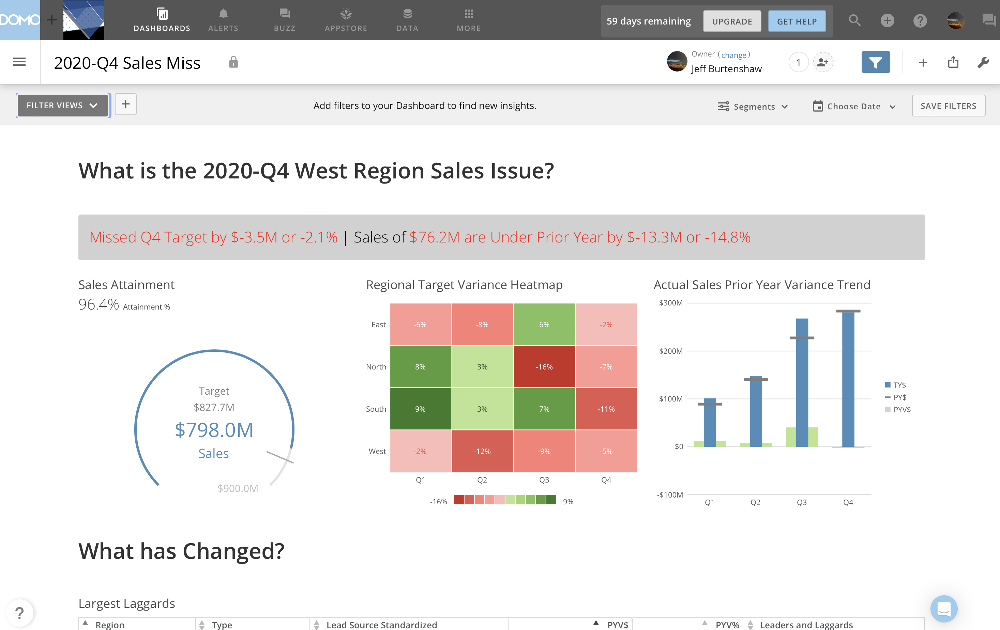 DOMO
DASHBOARDS
ALERTS
BUZZ
APPSTORE
DATA
MORE
59 days remaining
UPGRADE
GET HELP
2020-Q4 Sales Miss
Owner (change)
Jeff Burtenshaw
1
FILTER VIEWS
Add filters to your Dashboard to find new insights.
Segments
Choose Date
SAVE FILTERS
What is the 2020-Q4 West Region Sales Issue?
Missed Q4 Target by $-3.5M or -2.1% | Sales of $76.2M are Under Prior Year by $-13.3M or -14.8%
Sales Attainment
96.4% Attainment %
Target
$827.7M
$798.0M
Sales
$900.0M
Regional Target Variance Heatmap
East -6% -8% 6% -2%
North 8% 3% -16% -7%
South 9% 3% 7% -11%
West -2% -12% -9% -5%
Q1 Q2 Q3 Q4
-16% 9%
Actual Sales Prior Year Variance Trend
$300M
$200M
$100M
$0
-$100M
Q1 Q2 Q3 Q4
TY$
PY$
PYV$
What has Changed?
Largest Laggards
Region Type Lead Source Standardized PYV$ PYV% Leaders and Laggards
?